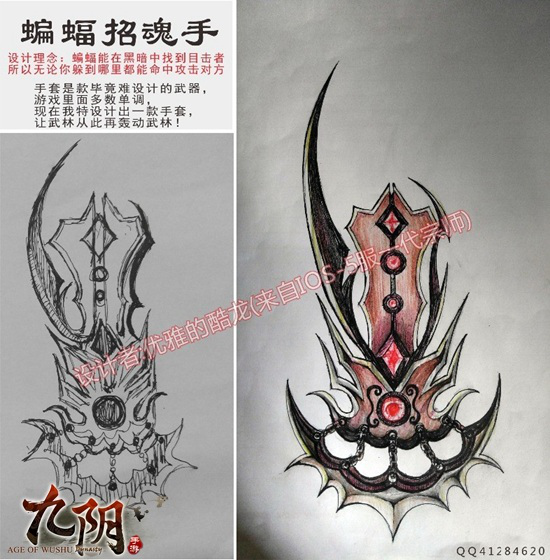 蝙蝠招魂手
设计理念：蝙蝠能在黑暗中找到目击者
所以无论你躲到哪里都能命中攻击对方
手套是款毕竟难设计的武器，
游戏里面多数单调，
现在我特设计出一款手套，
让武林从此再轰动武林！
设计者：优雅的酷龙(来自IOS-5服一代宗师)
九阴
手游
AGE OF WUSHU DYNASTY
QQ41284620